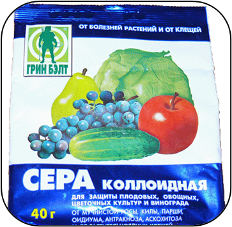 ОТ БОЛЕЗНЕЙ РАСТЕНИЙ И ОТ КЛЕЩЕЙ
ГРИН БЭЛТ
СЕРА КОЛЛОИДНАЯ
ДЛЯ ЗАЩИТЫ ПЛОДОВЫХ, ОВОЩНЫХ,
ЦВЕТОЧНЫХ КУЛЬТУР И ВИНОГРАДА
40 г
ОТ МУЧНИСТОЙ РОСЫ, КИЛЫ, ПАРШИ,
ОИДИУМА, АНТРАКНОЗА, АСКОХИТОЗА